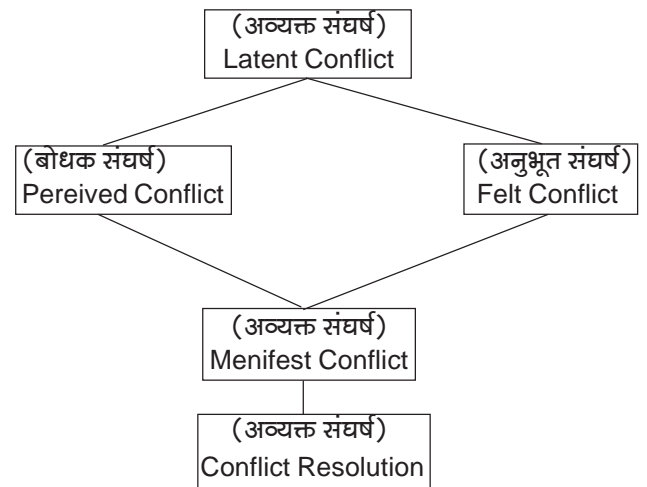 (अव्यक्त संघर्ष)
Latent Conflict
(बोधक संघर्ष)
Pereived Conflict
(अनुभूत संघर्ष)
Felt Conflict
(अव्यक्त संघर्ष)
Menifest Conflict
(अव्यक्त संघर्ष)
Conflict Resolution